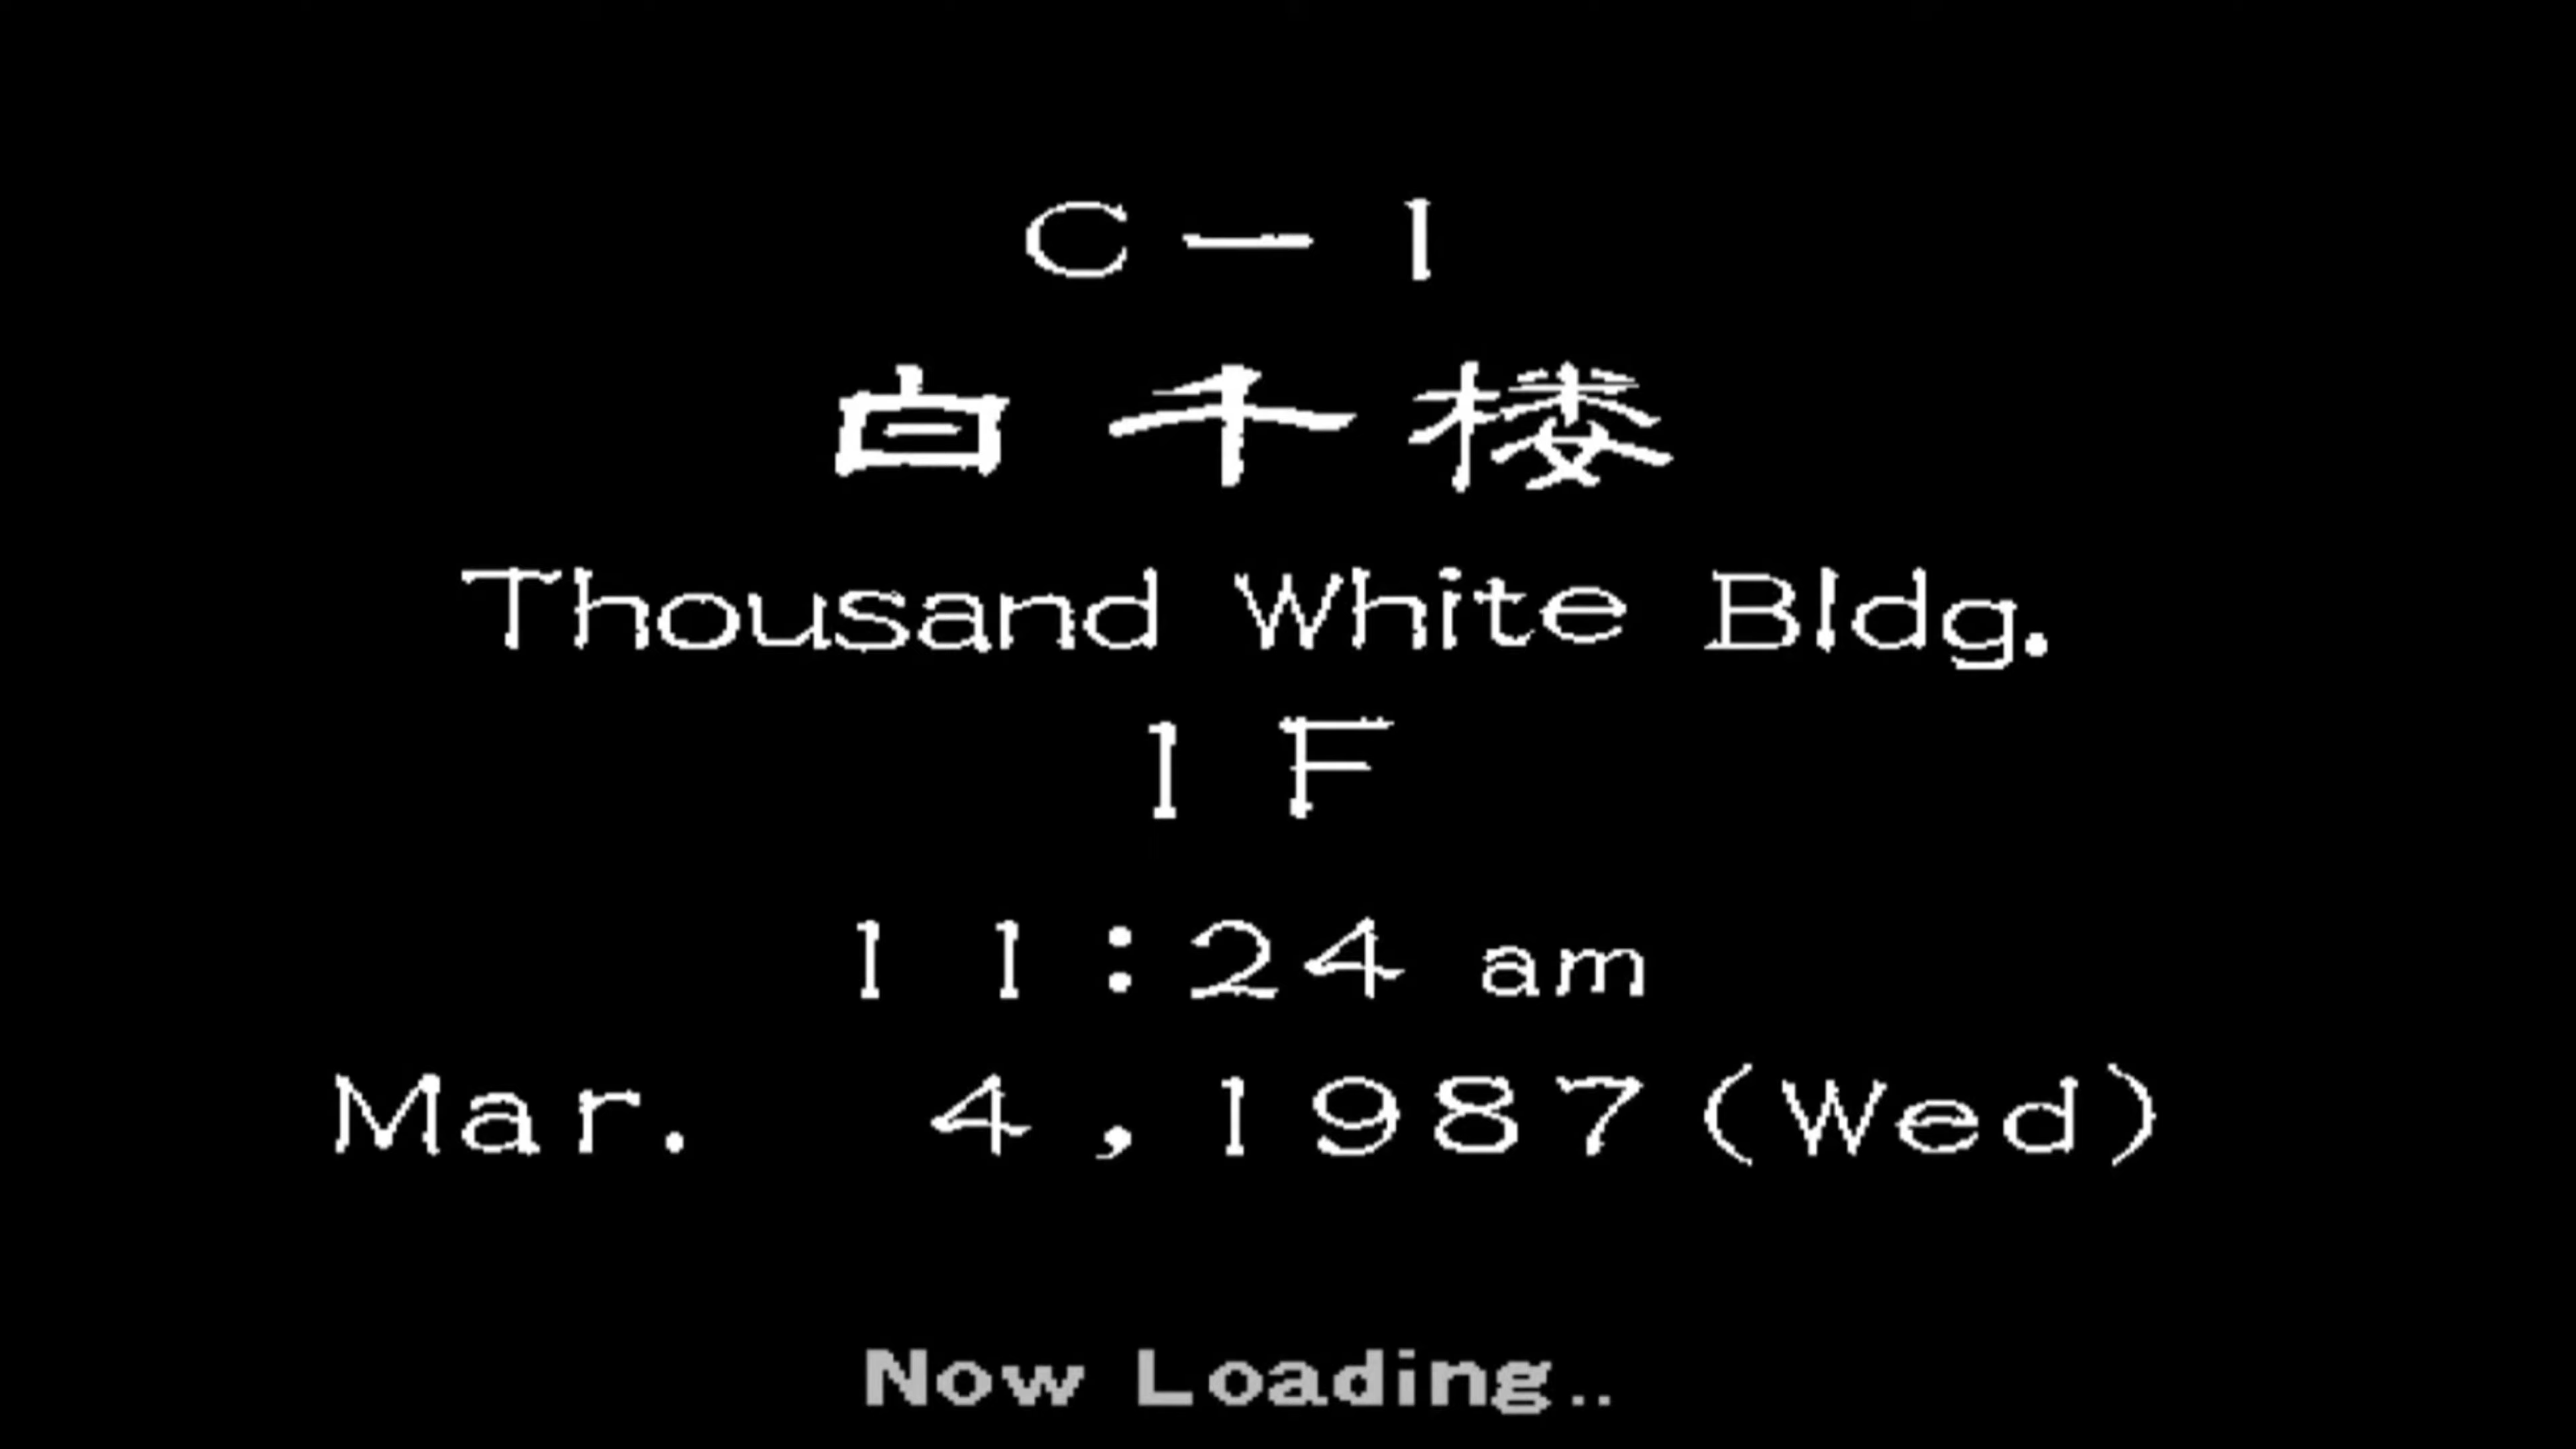 C－1
白千楼
Thousand White Bldg.
1F
11:24 am
Mar. 4,1987(Wed)
Now Loading..